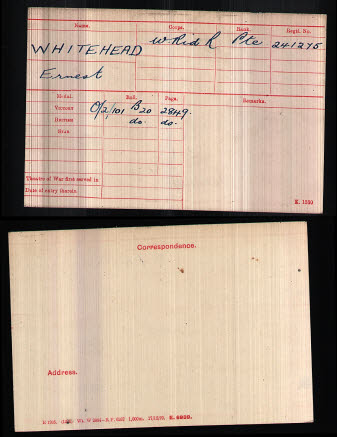 Name. Corps. Rank. Regtl. No.
WHITEHEAD W Rid R Pte 241275.
Ernest
Medal. Roll. Page. Remarks.
VICTORY O/2/101 B20 2849.
BRITISH do. do.
STAR
Theatre of War first served in
Date of entry therein
K. 1380
Correspondence.
Address.